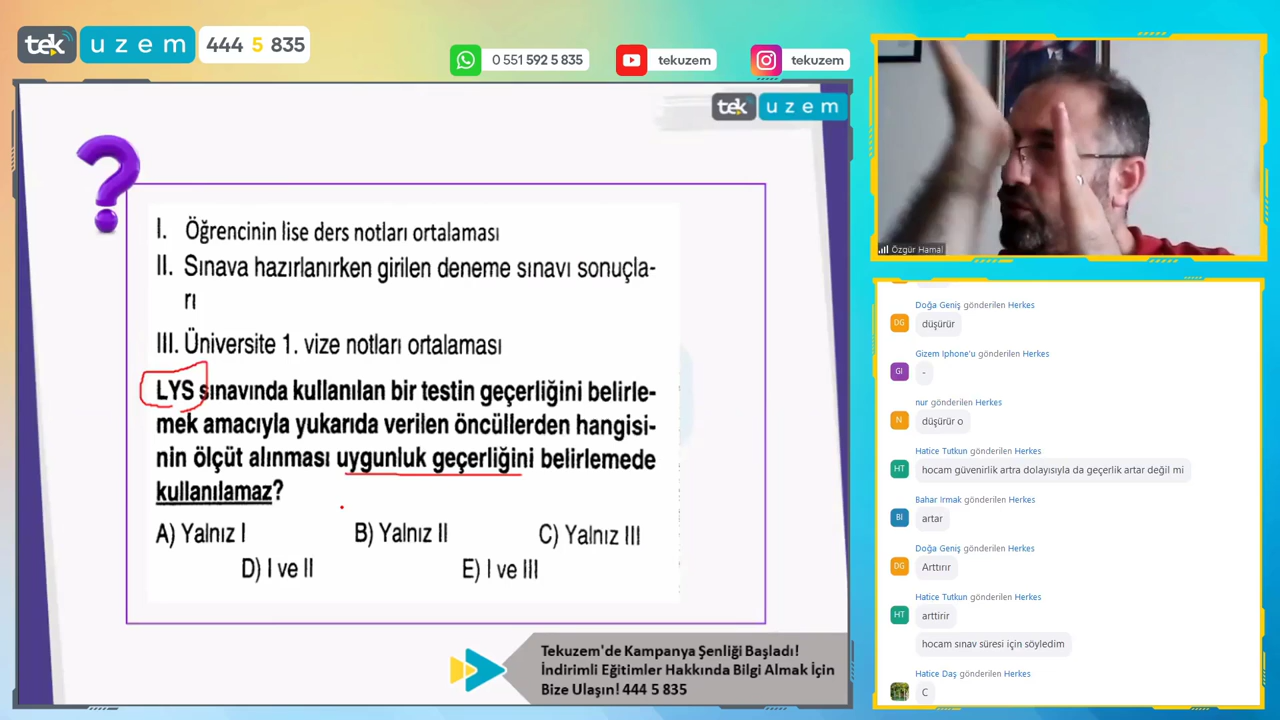 tek uzem 444 5 835
0 551 592 5 835
tekuzem
tekuzem
tek uzem
?
I. Öğrencinin lise ders notları ortalaması
II. Sınava hazırlanırken girilen deneme sınavı sonuçla-
rı
III. Üniversite 1. vize notları ortalaması
LYS sınavında kullanılan bir testin geçerliğini belirle-
mek amacıyla yukarıda verilen öncüllerden hangisi-
nin ölçüt alınması uygunluk geçerliğini belirlemede
kullanılamaz?
A) Yalnız I B) Yalnız II C) Yalnız III
D) I ve II E) I ve III
Tekuzem'de Kampanya Şenliği Başladı!
İndirimli Eğitimler Hakkında Bilgi Almak İçin
Bize Ulaşın! 444 5 835
Özgür Hamal
Doğa Geniş gönderilen Herkes
DG düşürür
Gizem Iphone'u gönderilen Herkes
GI -
nur gönderilen Herkes
N düşürür o
Hatice Tutkun gönderilen Herkes
HT hocam güvenirlik artra dolayısıyla da geçerlik artar değil mi
Bahar Irmak gönderilen Herkes
BI artar
Doğa Geniş gönderilen Herkes
DG Arttırır
Hatice Tutkun gönderilen Herkes
HT arttirir
hocam sınav süresi için söyledim
Hatice Daş gönderilen Herkes
C